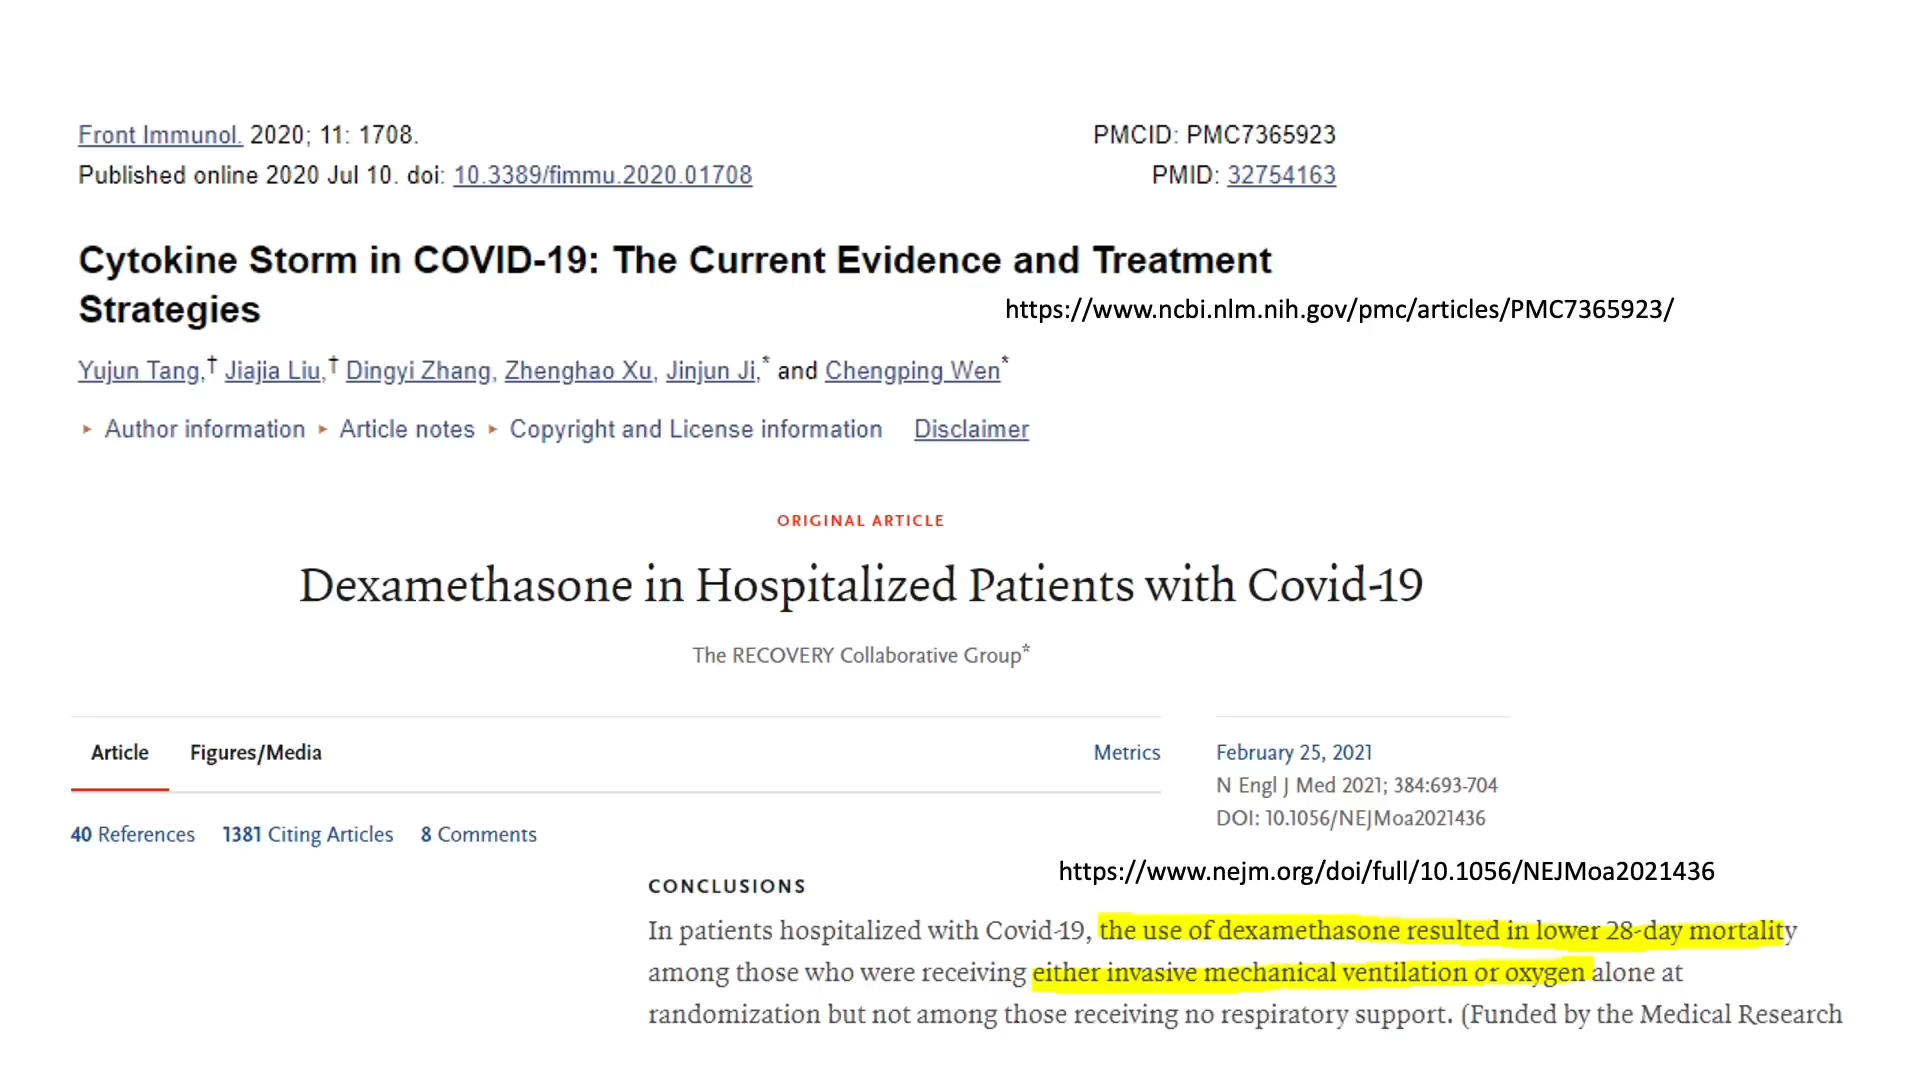 Front Immunol. 2020; 11: 1708.
PMCID: PMC7365923
Published online 2020 Jul 10. doi: 10.3389/fimmu.2020.01708
PMID: 32754163
Cytokine Storm in COVID-19: The Current Evidence and Treatment
Strategies
https://www.ncbi.nlm.nih.gov/pmc/articles/PMC7365923/
Yujun Tang,† Jiajia Liu,† Dingyi Zhang, Zhenghao Xu, Jinjun Ji,* and Chengping Wen*
▸ Author information ▸ Article notes ▸ Copyright and License information Disclaimer
ORIGINAL ARTICLE
Dexamethasone in Hospitalized Patients with Covid-19
The RECOVERY Collaborative Group*
Article Figures/Media Metrics
February 25, 2021
N Engl J Med 2021; 384:693-704
DOI: 10.1056/NEJMoa2021436
40 References 1381 Citing Articles 8 Comments
https://www.nejm.org/doi/full/10.1056/NEJMoa2021436
CONCLUSIONS
In patients hospitalized with Covid-19, the use of dexamethasone resulted in lower 28-day mortality
among those who were receiving either invasive mechanical ventilation or oxygen alone at
randomization but not among those receiving no respiratory support. (Funded by the Medical Research